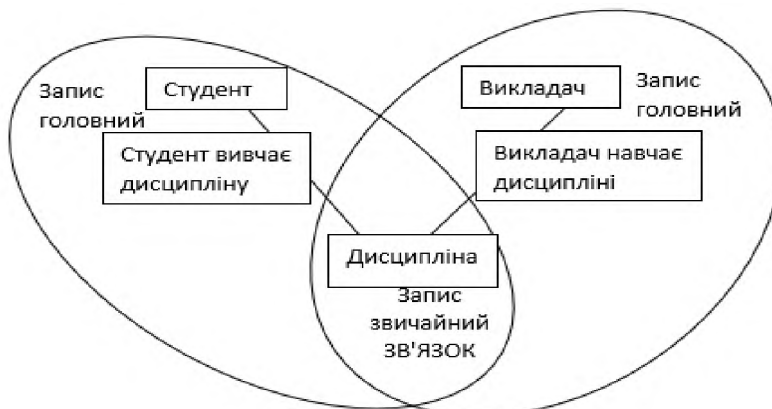 Запис
головний
Студент
Студент вивчає
дисципліну
Викладач
Запис
головний
Викладач навчає
дисципліні
Дисципліна
Запис
звичайний
ЗВ'ЯЗОК